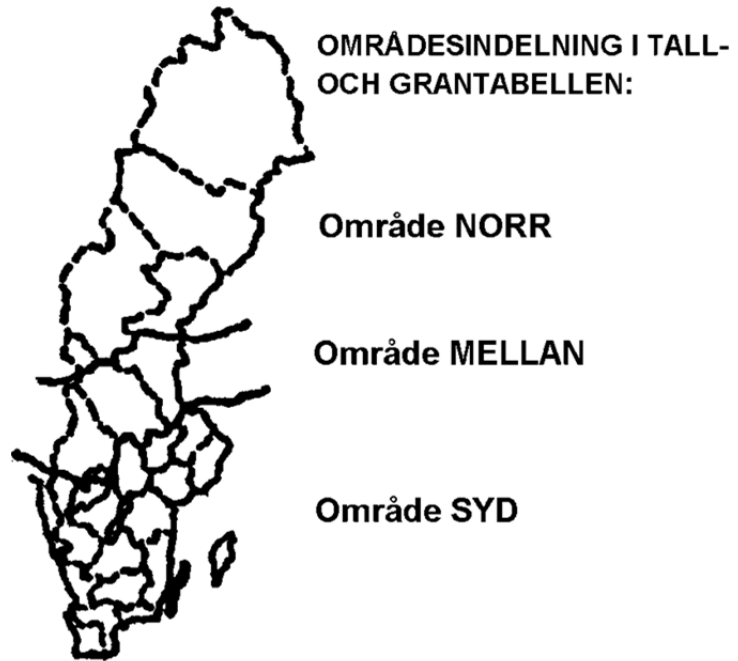 OMRÅDESINDELNING I TALL-
OCH GRANTABELLEN:
Område NORR
Område MELLAN
Område SYD